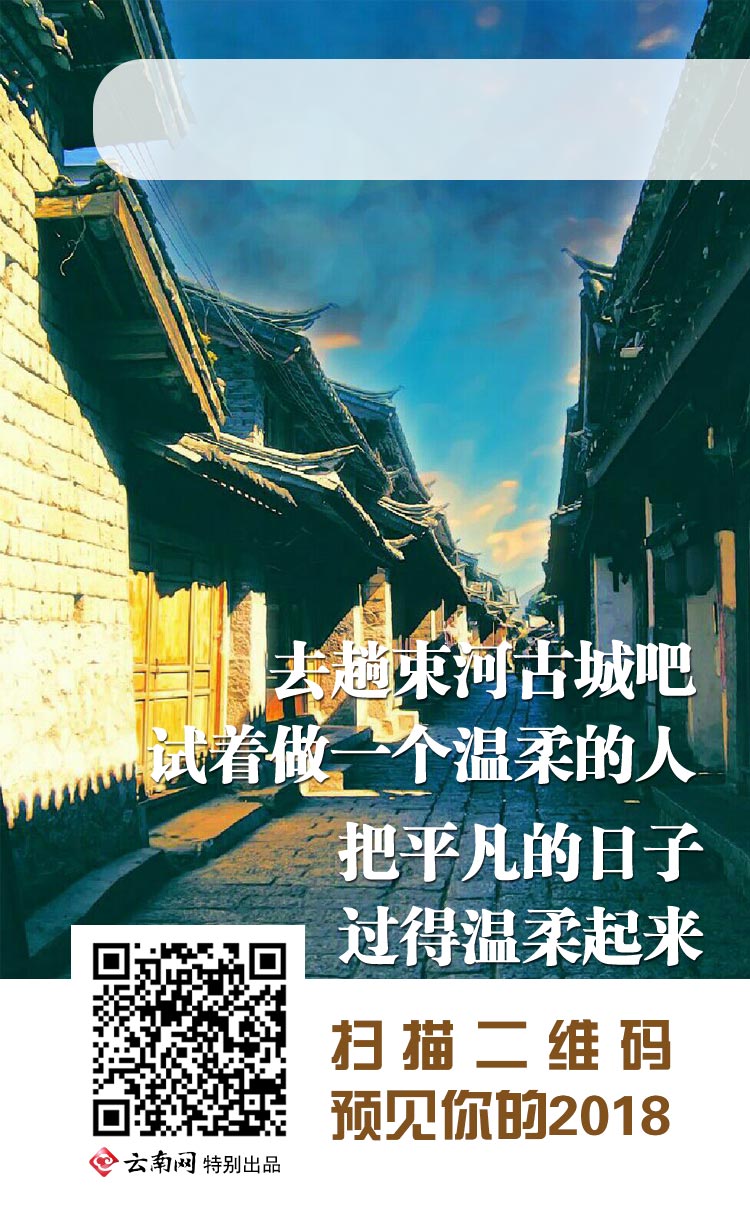 去趟束河古城吧
试着做一个温柔的人
把平凡的日子
过得温柔起来
扫描二维码
预见你的2018
云南网 特别出品